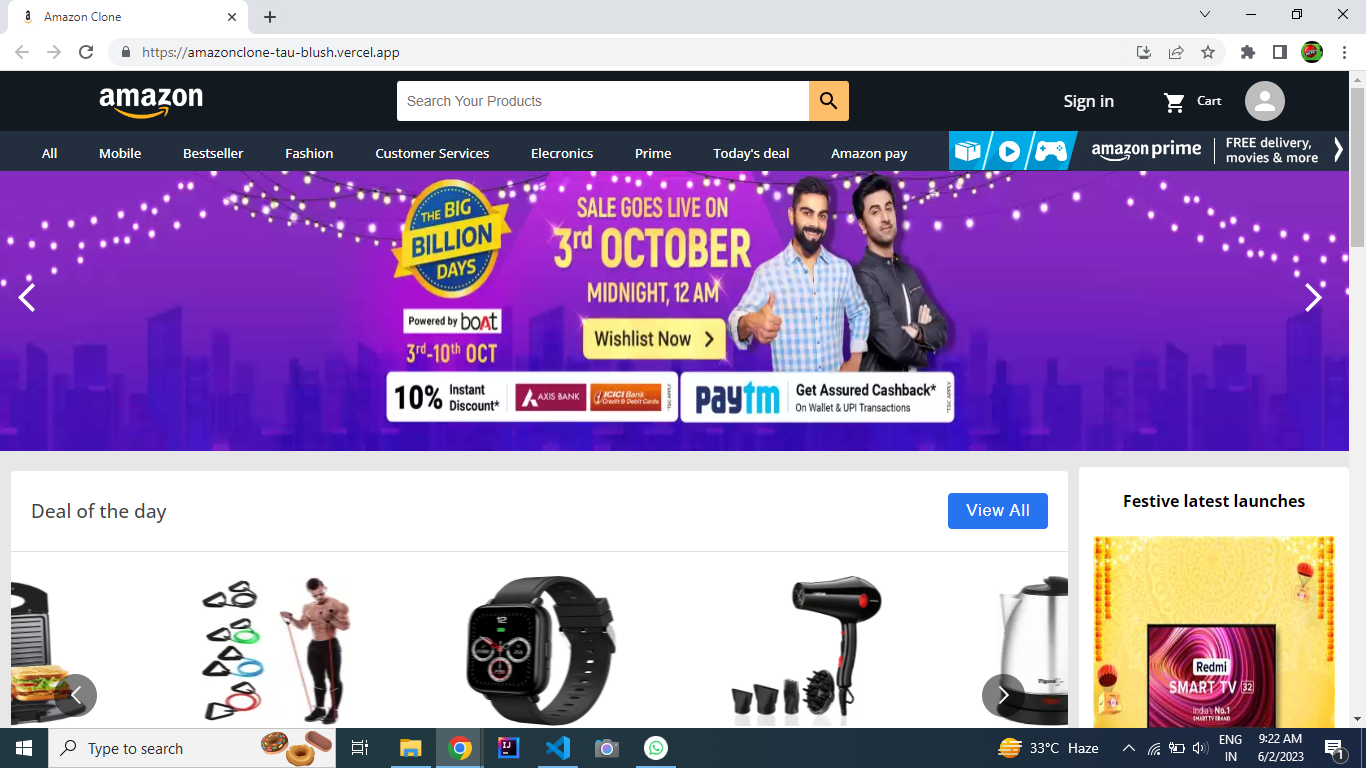 Amazon Clone
https://amazonclone-tau-blush.vercel.app
amazon
Search Your Products
Sign in
Cart
All
Mobile
Bestseller
Fashion
Customer Services
Elecronics
Prime
Today's deal
Amazon pay
amazon prime
FREE delivery,
movies & more
THE BIG
BILLION
DAYS
Powered by boAt
3rd-10th OCT
SALE GOES LIVE ON
3rd OCTOBER
MIDNIGHT, 12 AM
Wishlist Now
10% Instant
Discount*
AXIS BANK
ICICI Bank
Credit & Debit Cards
*T&C APPLY
paytm
Get Assured Cashback*
On Wallet & UPI Transactions
*T&C APPLY
Deal of the day
View All
Festive latest launches
Redmi
SMART TV 32
India's No.1
SMART TV BRAND
Type to search
33°C Haze
ENG
IN
9:22 AM
6/2/2023
1